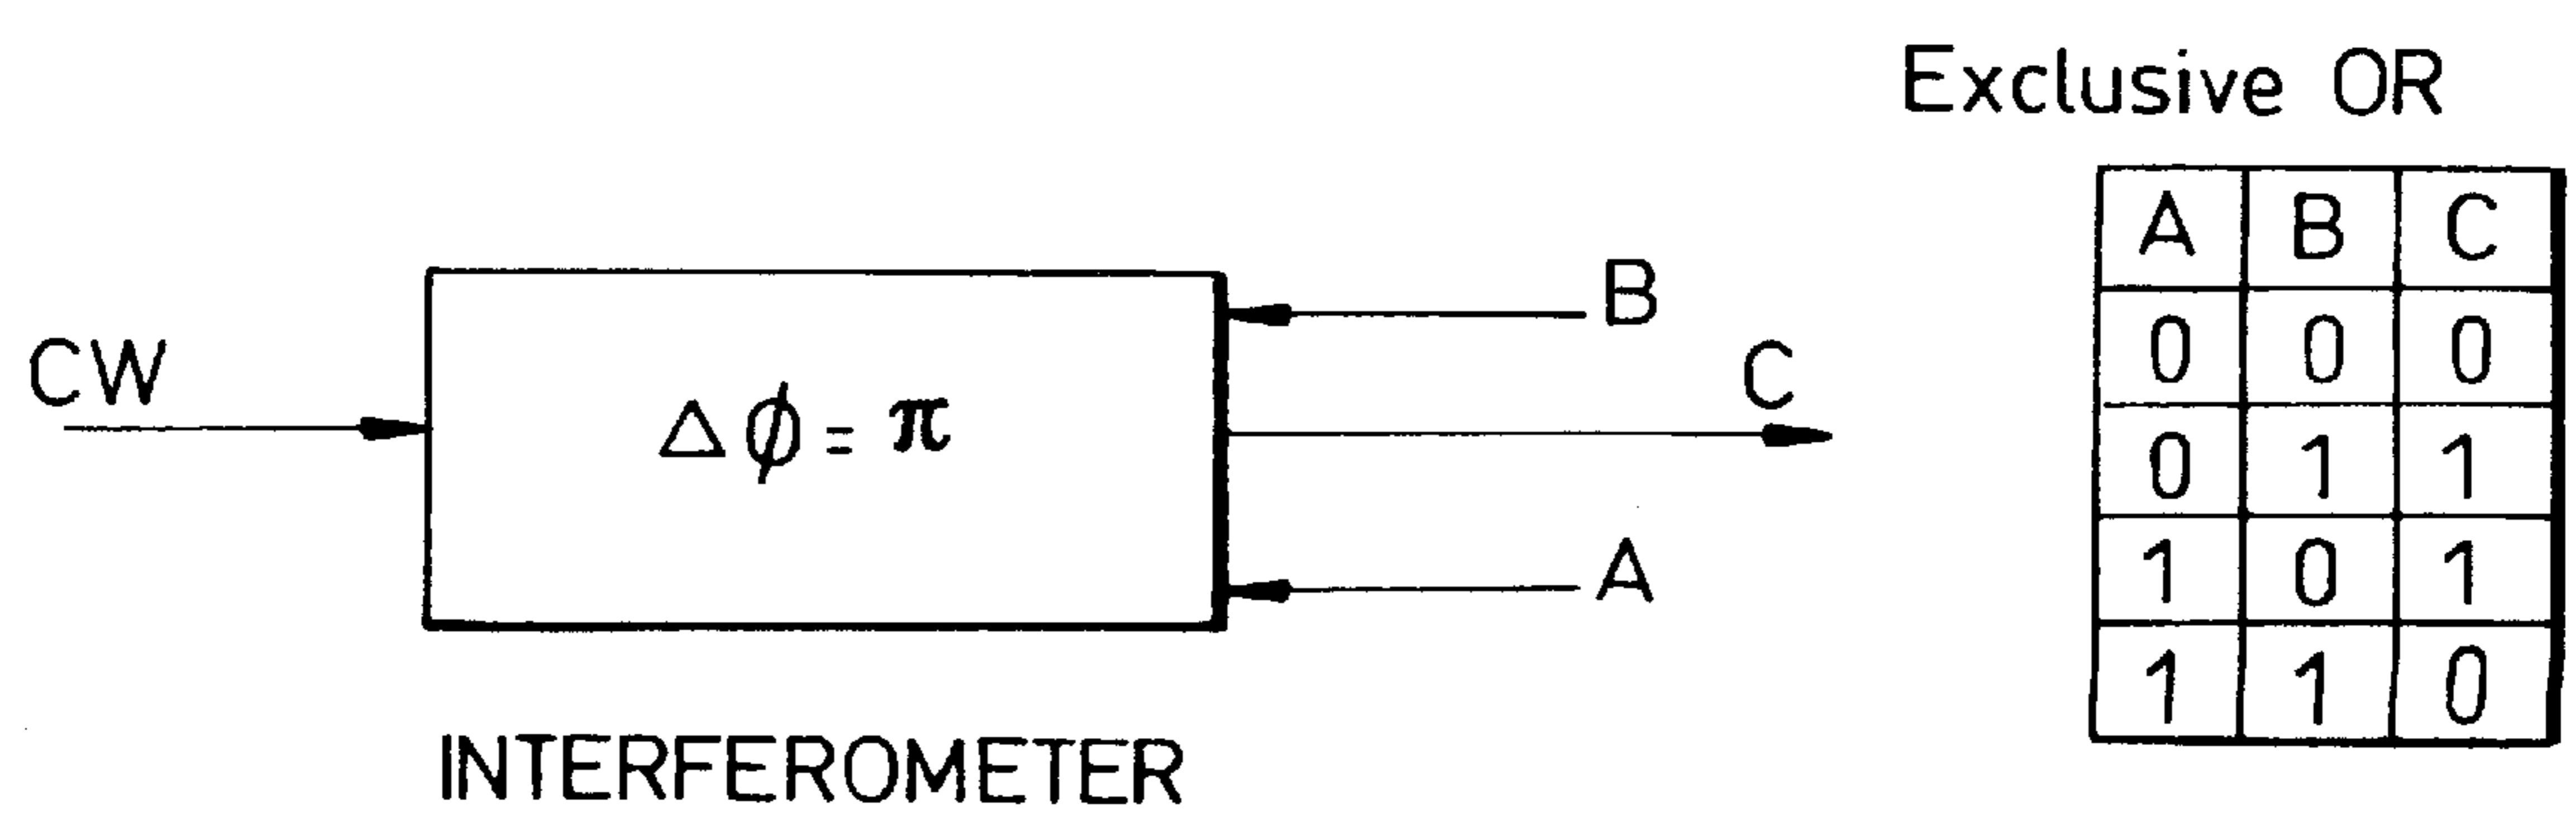 Exclusive OR
CW
Δϕ = π
B
C
A
INTERFEROMETER
A B C
0 0 0
0 1 1
1 0 1
1 1 0